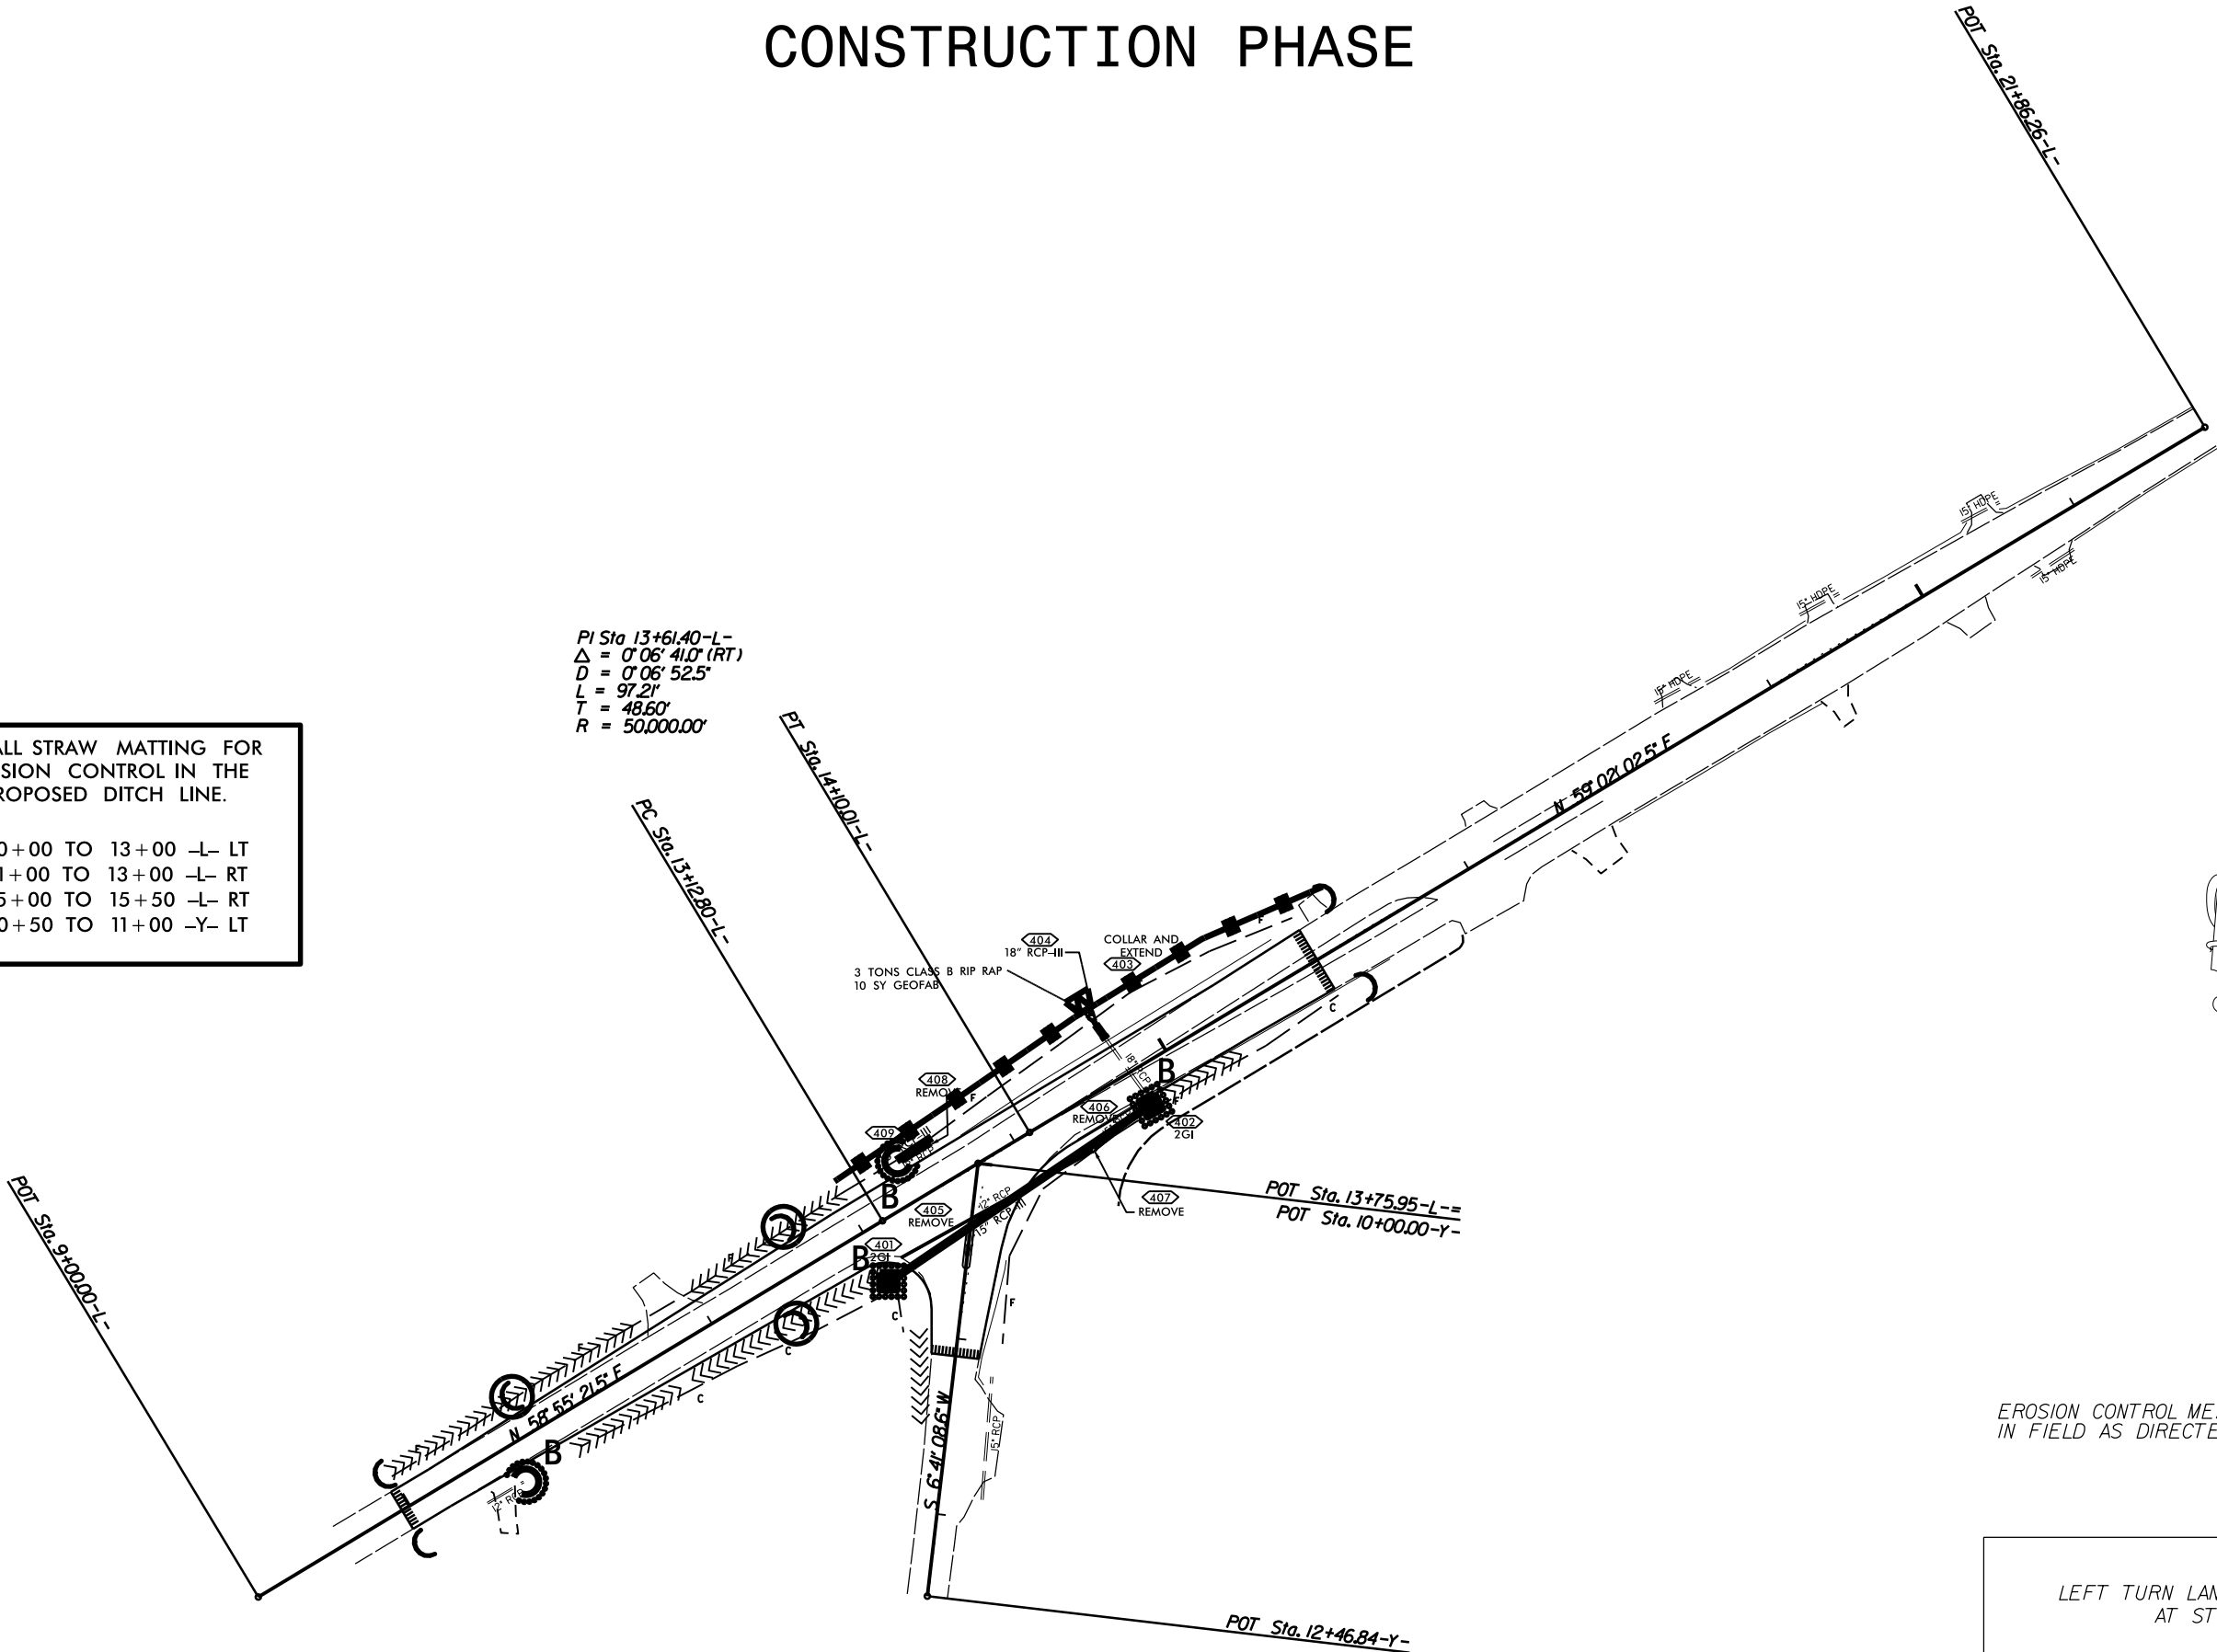 CONSTRUCTION PHASE
POT Sta. 21+86.26-L-
15" HDPE
15" HDPE
15" HDPE
15" HDPE
PI Sta 13+61.40-L-
Δ = 0° 06' 41.0" (RT)
D = 0° 06' 52.5"
L = 97.21'
T = 48.60'
R = 50,000.00'
PT Sta. 14+10.01-L-
PC Sta. 13+12.80-L-
ALL STRAW MATTING FOR
SION CONTROL IN THE
ROPOSED DITCH LINE.
0+00 TO 13+00 -L- LT
1+00 TO 13+00 -L- RT
5+00 TO 15+50 -L- RT
0+50 TO 11+00 -Y- LT
N 59° 02' 02.5" E
404
18" RCP-III
COLLAR AND
EXTEND
403
3 TONS CLASS B RIP RAP
10 SY GEOFAB
F
C
18" RCP
B
408
REMOVE
F
406
REMOVE
402
2GI
409
B
405
REMOVE
12" RCP
15" RCP-III
407
REMOVE
POT Sta. 13+75.95-L-=
POT Sta. 10+00.00-Y-
POT Sta. 9+00.00-L-
B
401
2GI
F
F
F
C
C
C
F
N 58° 55' 21.5" E
B
12" RCP
S 6° 41' 08.6" W
15" RCP
EROSION CONTROL ME
IN FIELD AS DIRECTE
LEFT TURN LAN
AT ST
POT Sta. 12+46.84-Y-